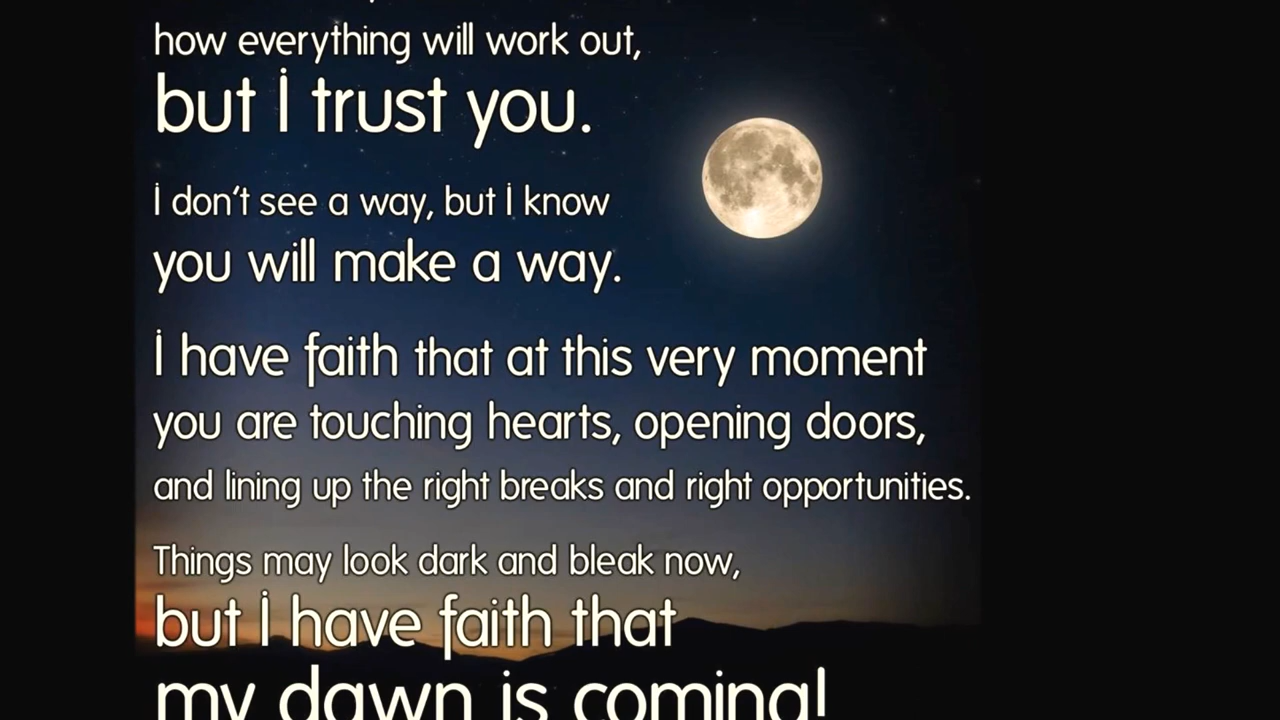 how everything will work out,
but I trust you.
I don't see a way, but I know
you will make a way.
I have faith that at this very moment
you are touching hearts, opening doors,
and lining up the right breaks and right opportunities.
Things may look dark and bleak now,
but I have faith that
my dawn is coming!